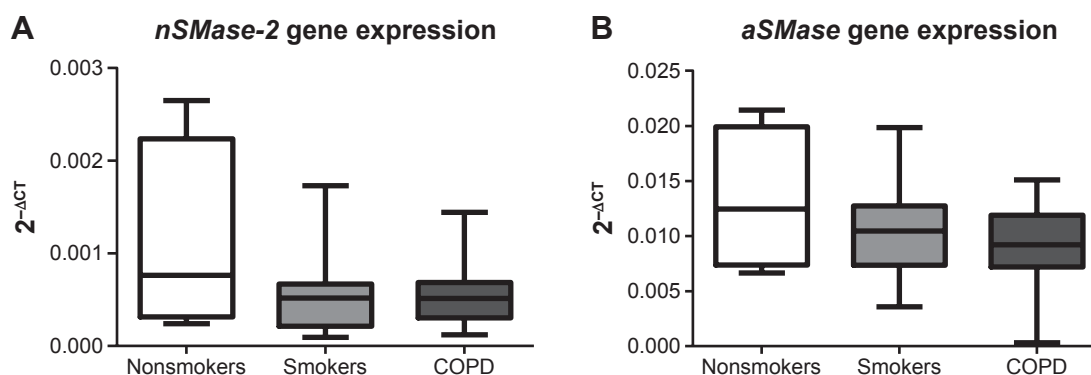 A
nSMase-2 gene expression
0.003
0.002
0.001
0.000
2–ΔCT
Nonsmokers
Smokers
COPD
B
aSMase gene expression
0.025
0.020
0.015
0.010
0.005
0.000
2–ΔCT
Nonsmokers
Smokers
COPD